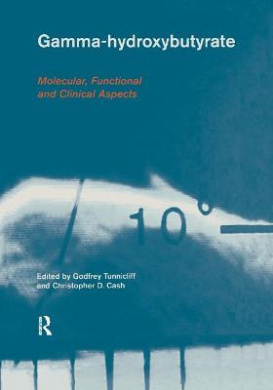 Gamma-hydroxybutyrate
Molecular, Functional
and Clinical Aspects
10°
Edited by Godfrey Tunnicliff
and Christopher D. Cash
R